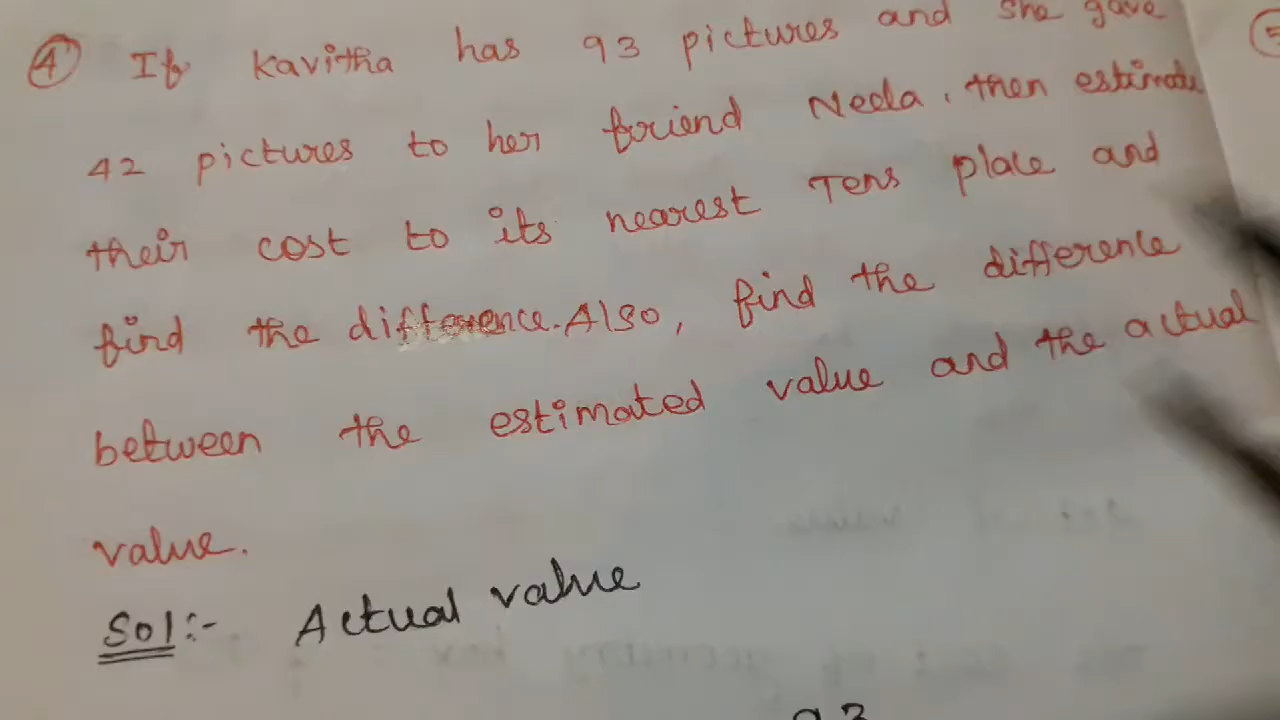 ④ If Kavitha has 93 pictures and she gave
42 pictures to her friend Neela, then estimate
their cost to its nearest Tens place and
find the difference. Also, find the difference
between the estimated value and the actual
value.
Sol:- Actual value
93